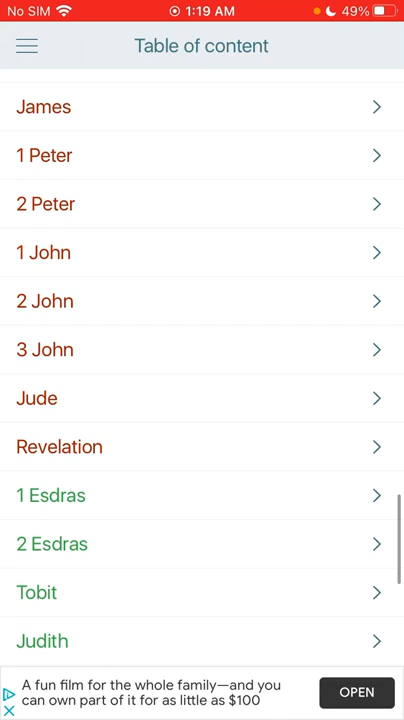 No SIM 1:19 AM 49%
Table of content
James
1 Peter
2 Peter
1 John
2 John
3 John
Jude
Revelation
1 Esdras
2 Esdras
Tobit
Judith
A fun film for the whole family—and you
can own part of it for as little as $100
OPEN